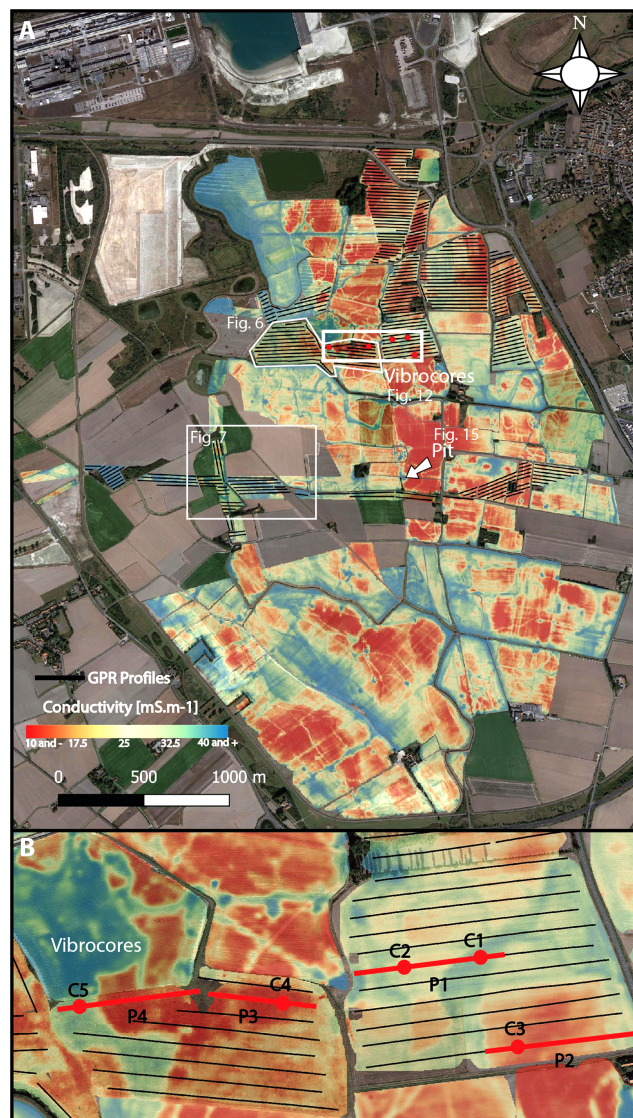 A
N
Fig. 6
Vibrocores
Fig. 12
Fig. 7
Fig. 15
Pit
GPR Profiles
Conductivity [mS.m-1]
10 and - 17.5 25 32.5 40 and +
0 500 1000 m
B
Vibrocores
C2 C1
P1
C5 C4
P4 P3
C3
P2